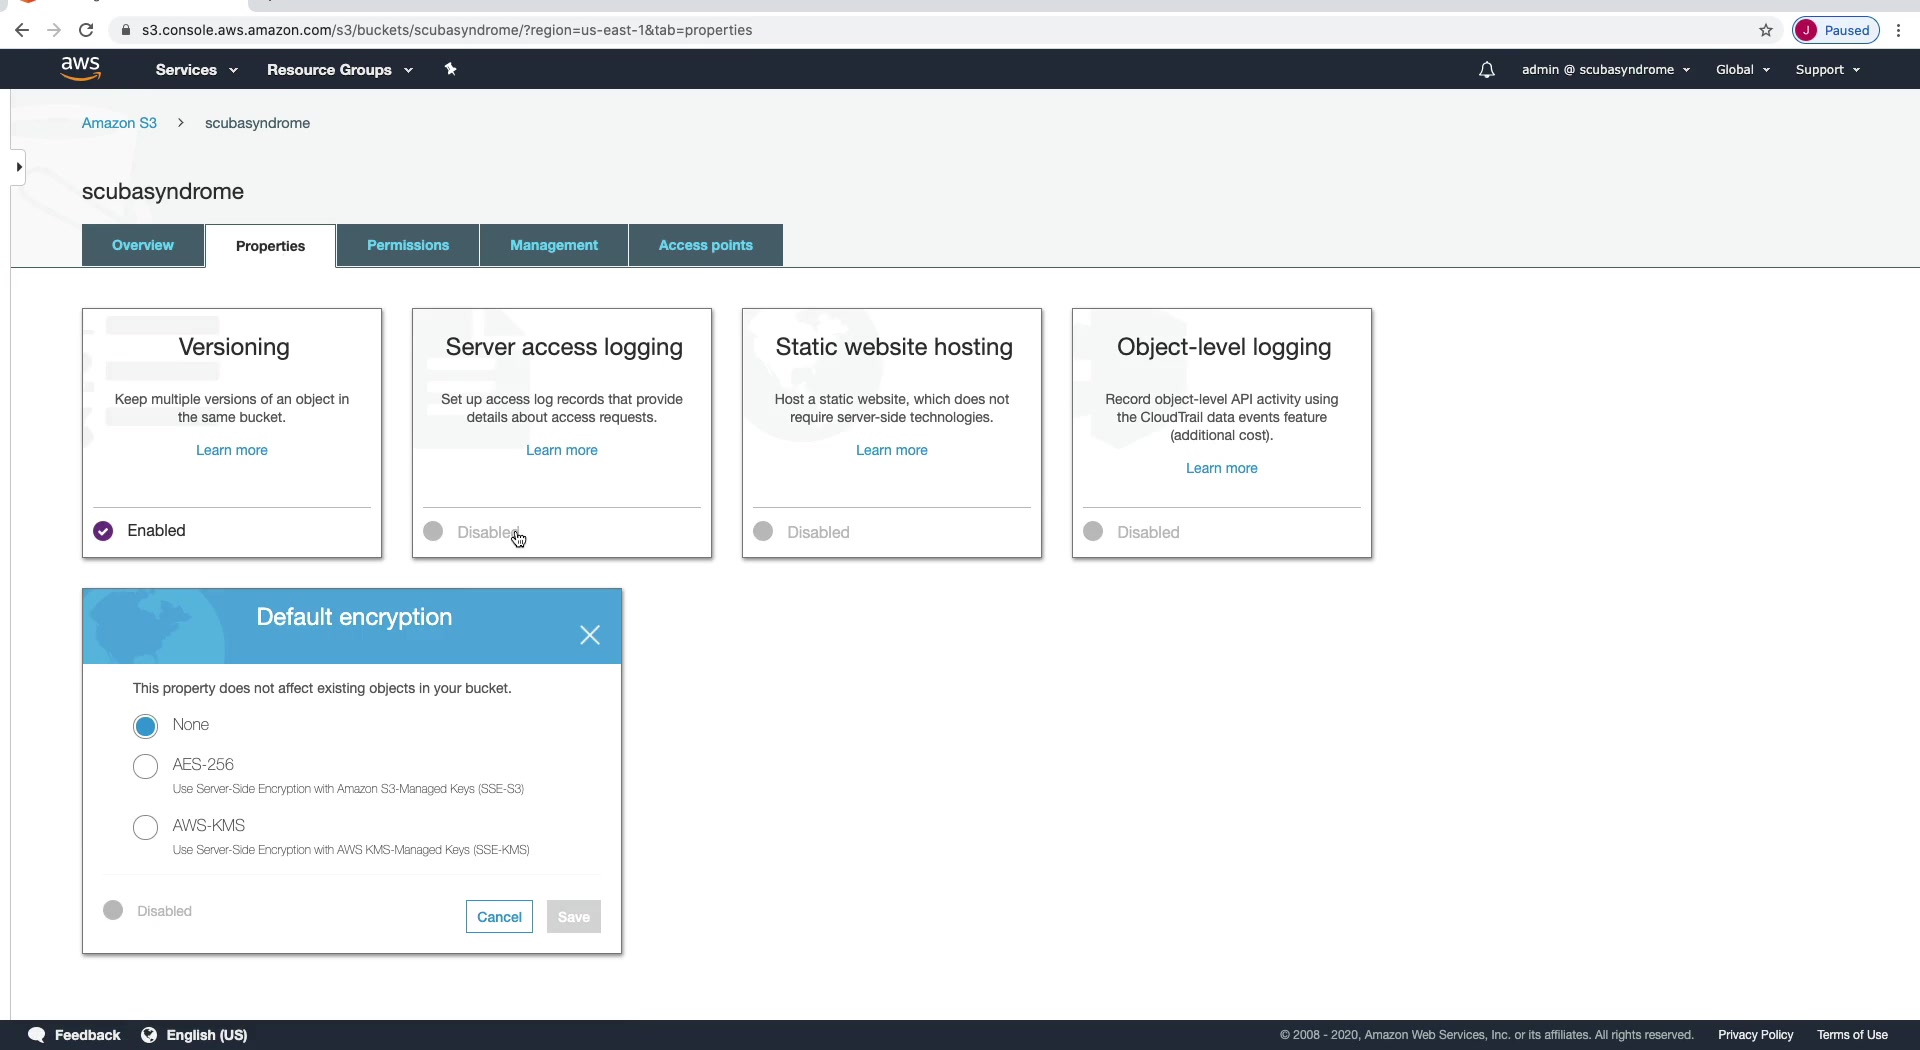 s3.console.aws.amazon.com/s3/buckets/scubasyndrome/?region=us-east-1&tab=properties
J Paused
aws
Services
Resource Groups
admin @ scubasyndrome
Global
Support
Amazon S3 > scubasyndrome
scubasyndrome
Overview
Properties
Permissions
Management
Access points
Versioning
Keep multiple versions of an object in
the same bucket.
Learn more
Enabled
Server access logging
Set up access log records that provide
details about access requests.
Learn more
Disabled
Static website hosting
Host a static website, which does not
require server-side technologies.
Learn more
Disabled
Object-level logging
Record object-level API activity using
the CloudTrail data events feature
(additional cost).
Learn more
Disabled
Default encryption
This property does not affect existing objects in your bucket.
None
AES-256
Use Server-Side Encryption with Amazon S3-Managed Keys (SSE-S3)
AWS-KMS
Use Server-Side Encryption with AWS KMS-Managed Keys (SSE-KMS)
Disabled
Cancel
Save
Feedback
English (US)
© 2008 - 2020, Amazon Web Services, Inc. or its affiliates. All rights reserved.
Privacy Policy
Terms of Use